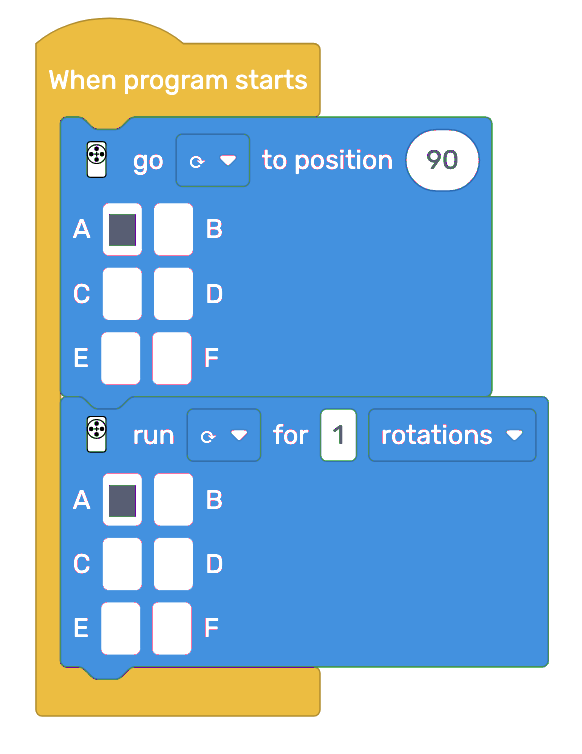 When program starts
go ⟳ to position 90
A B
C D
E F
run ⟳ for 1 rotations
A B
C D
E F